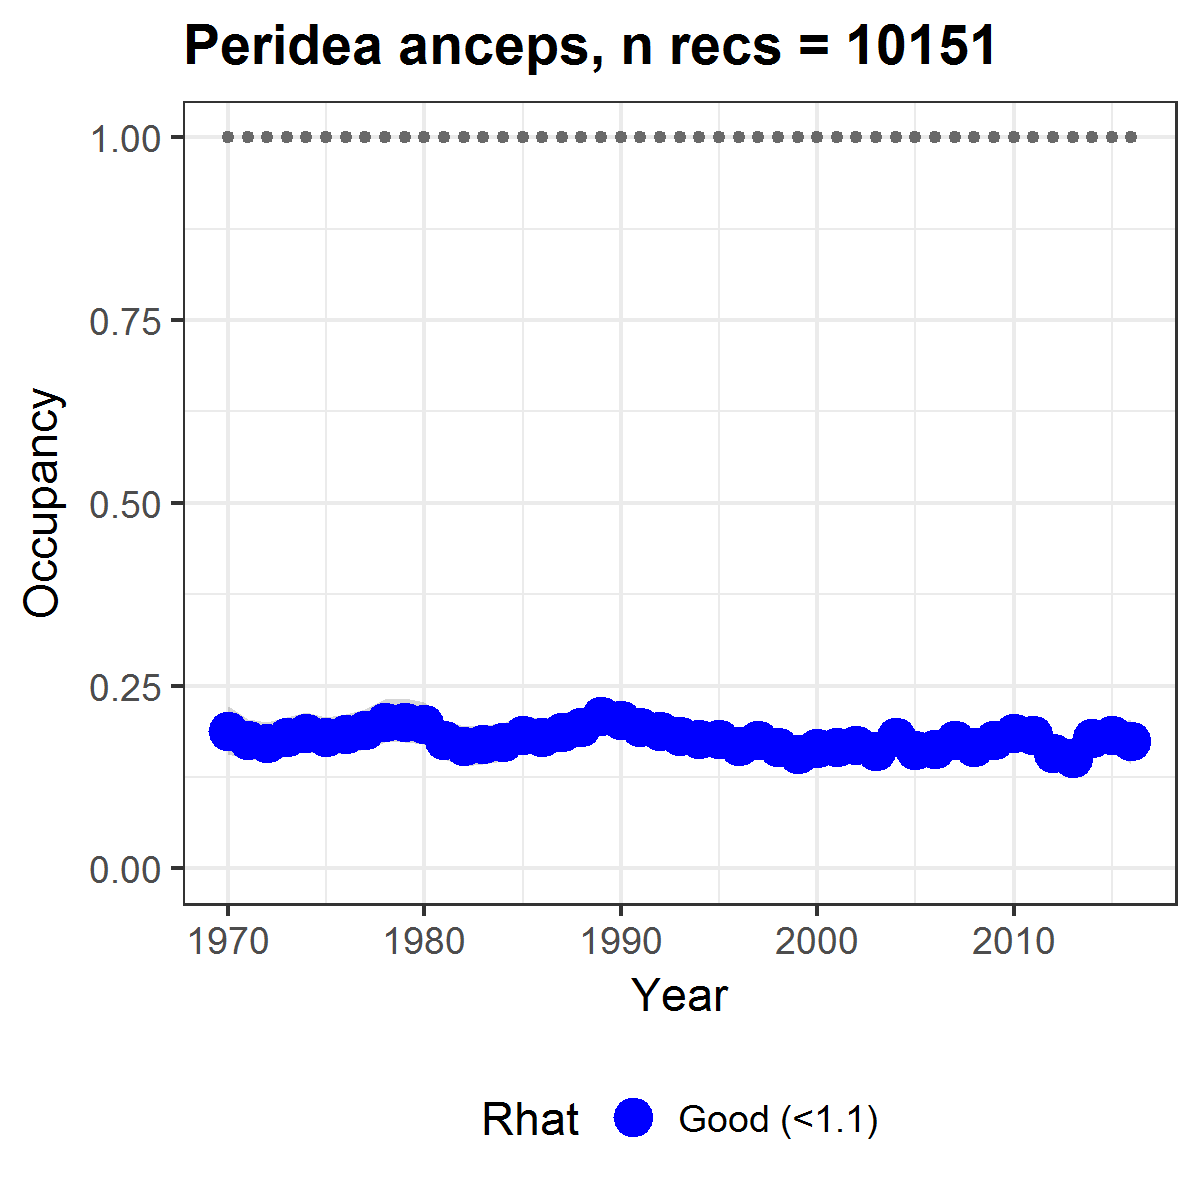 Peridea anceps, n recs = 10151
1.00
0.75
0.50
0.25
0.00
Occupancy
1970 1980 1990 2000 2010
Year
Rhat Good (<1.1)